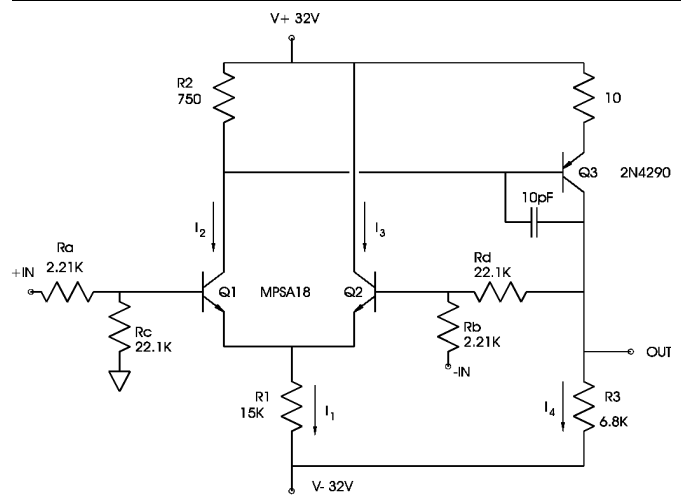 V+ 32V
R2
750
10
Q3
2N4290
10pF
I2
I3
Ra
2.21K
+IN
Q1
MPSA18
Q2
Rd
22.1K
Rc
22.1K
Rb
2.21K
-IN
OUT
R1
15K
I1
I4
R3
6.8K
V- 32V